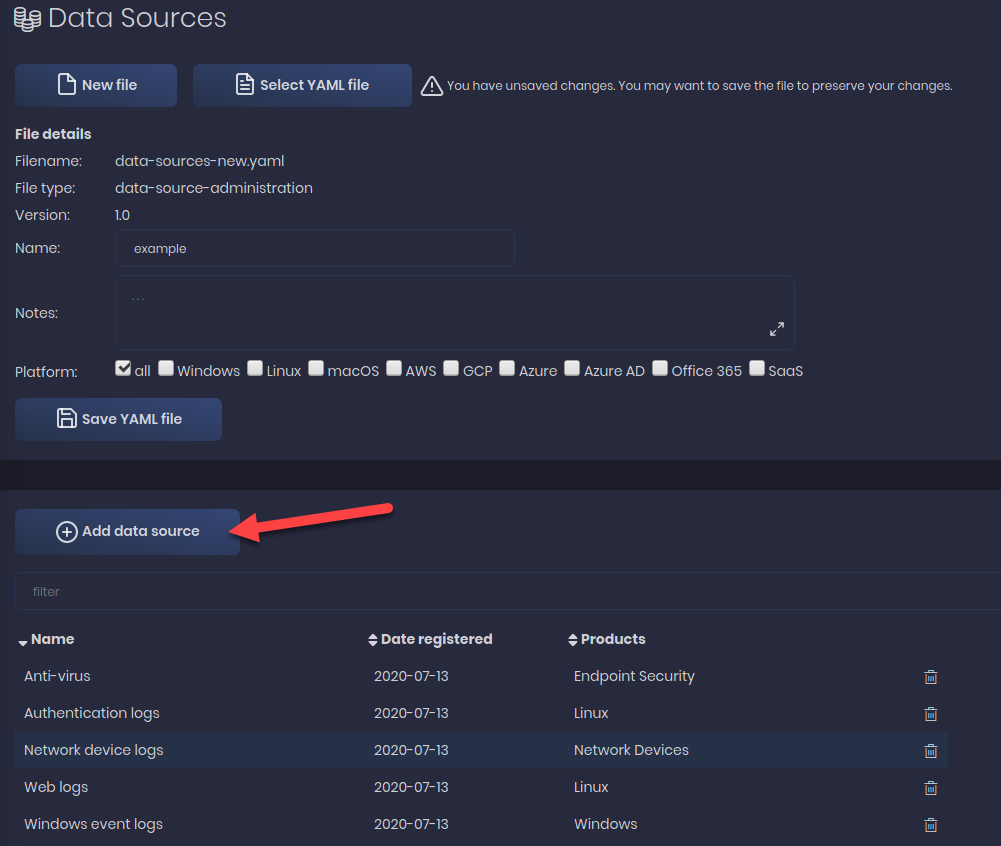 Data Sources
New file
Select YAML file
You have unsaved changes. You may want to save the file to preserve your changes.
File details
Filename: data-sources-new.yaml
File type: data-source-administration
Version: 1.0
Name: example
Notes: ...
Platform: all Windows Linux macOS AWS GCP Azure Azure AD Office 365 SaaS
Save YAML file
Add data source
filter
Name Date registered Products
Anti-virus 2020-07-13 Endpoint Security
Authentication logs 2020-07-13 Linux
Network device logs 2020-07-13 Network Devices
Web logs 2020-07-13 Linux
Windows event logs 2020-07-13 Windows